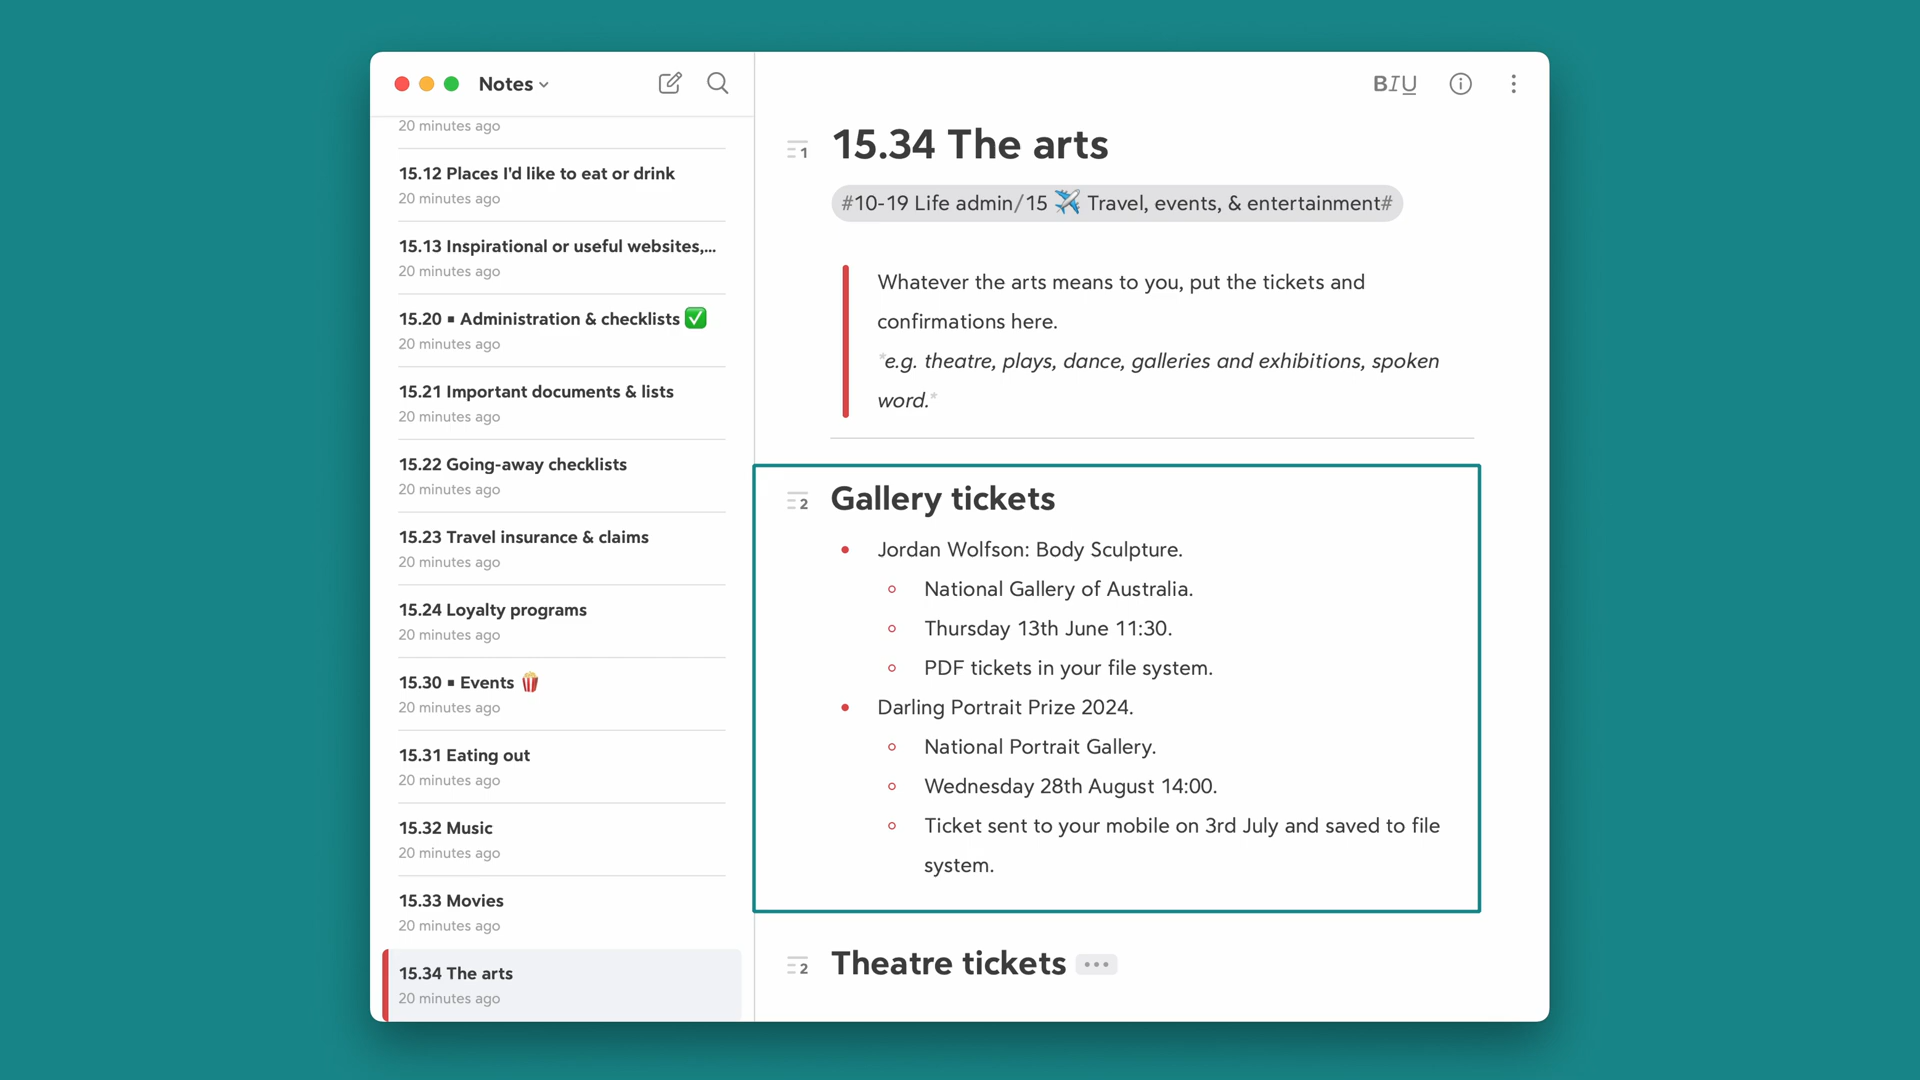 Notes
20 minutes ago
15.12 Places I'd like to eat or drink
20 minutes ago
15.13 Inspirational or useful websites,...
20 minutes ago
15.20 ▪ Administration & checklists ✅
20 minutes ago
15.21 Important documents & lists
20 minutes ago
15.22 Going-away checklists
20 minutes ago
15.23 Travel insurance & claims
20 minutes ago
15.24 Loyalty programs
20 minutes ago
15.30 ▪ Events 🍿
20 minutes ago
15.31 Eating out
20 minutes ago
15.32 Music
20 minutes ago
15.33 Movies
20 minutes ago
15.34 The arts
20 minutes ago
BIU
1
15.34 The arts
#10-19 Life admin/15 ✈️ Travel, events, & entertainment#
Whatever the arts means to you, put the tickets and
confirmations here.
*e.g. theatre, plays, dance, galleries and exhibitions, spoken
word.*
2
Gallery tickets
• Jordan Wolfson: Body Sculpture.
◦ National Gallery of Australia.
◦ Thursday 13th June 11:30.
◦ PDF tickets in your file system.
• Darling Portrait Prize 2024.
◦ National Portrait Gallery.
◦ Wednesday 28th August 14:00.
◦ Ticket sent to your mobile on 3rd July and saved to file
system.
2
Theatre tickets •••